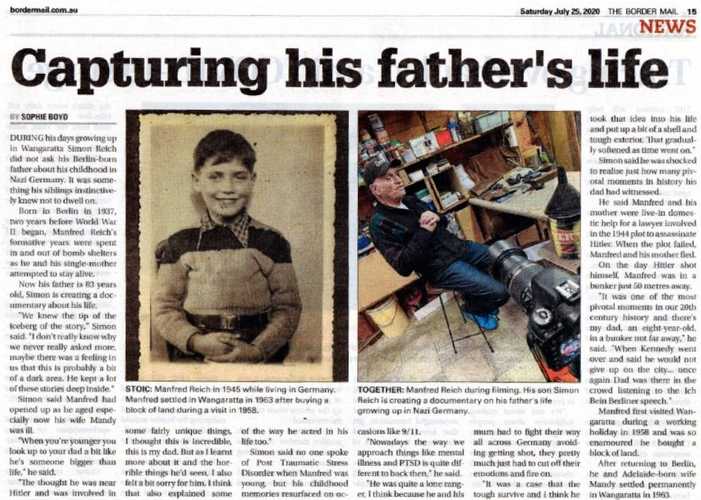 bordermail.com.au
Saturday July 25, 2020 THE BORDER MAIL 15
NEWS
Capturing his father's life
BY SOPHIE BOYD
DURING his days growing up
in Wangaratta Simon Reich
did not ask his Berlin-born
father about his childhood in
Nazi Germany. It was some-
thing his siblings instinctive-
ly knew not to dwell on.
Born in Berlin in 1937,
two years before World War
II began, Manfred Reich's
formative years were spent
in and out of bomb shelters
as he and his single-mother
attempted to stay alive.
Now his father is 83 years
old, Simon is creating a doc-
umentary about his life.
"We knew the tip of the
iceberg of the story," Simon
said. "I don't really know why
we never really asked more,
maybe there was a feeling in
us that this is probably a bit
of a dark area. He kept a lot
of these stories deep inside."
Simon said Manfred had
opened up as he aged espe-
cially now his wife Mandy
was ill.
"When you're younger you
look up to your dad a bit like
he's someone bigger than
life," he said.
"The thought he was near
Hitler and was involved in
STOIC: Manfred Reich in 1945 while living in Germany.
Manfred settled in Wangaratta in 1963 after buying a
block of land during a visit in 1958.
some fairly unique things,
I thought this is incredible,
this is my dad. But as I learnt
more about it and the hor-
rible things he'd seen, I also
felt a bit sorry for him. I think
that also explained some
of the way he acted in his
life too."
Simon said no one spoke
of Post Traumatic Stress
Disorder when Manfred was
young, but his childhood
memories resurfaced on oc-
TOGETHER: Manfred Reich during filming. His son Simon
Reich is creating a documentary on his father's life
growing up in Nazi Germany.
casions like 9/11.
"Nowadays the way we
approach things like mental
illness and PTSD is quite dif-
ferent to back then," he said.
"He was quite a lone rang-
er, I think because he and his
mum had to fight their way
all across Germany avoid-
ing getting shot, they pretty
much just had to cut off their
emotions and fire on.
"It was a case that the
tough survive and i think he
took that idea into his life
and put up a bit of a shell and
tough exterior. That gradual-
ly softened as time went on."
Simon said he was shocked
to realise just how many piv-
otal moments in history his
dad had witnessed.
He said Manfred and his
mother were live-in domes-
tic help for a lawyer involved
in the 1944 plot to assassinate
Hitler. When the plot failed,
Manfred and his mother fled.
On the day Hitler shot
himself, Manfred was in a
bunker just 50 metres away.
"It was one of the most
pivotal moments in our 20th
century history and there's
my dad, an eight-year-old,
in a bunker not far away," he
said. "When Kennedy went
over and said he would not
give up on the city... once
again Dad was there in the
crowd listening to the Ich
Bein Berliner speech."
Manfred first visited Wan-
garatta during a working
holiday in 1958 and was so
enamoured he bought a
block of land.
After returning to Berlin,
he and Adelaide-born wife
Mandy settled permanently
in Wangaratta in 1963.